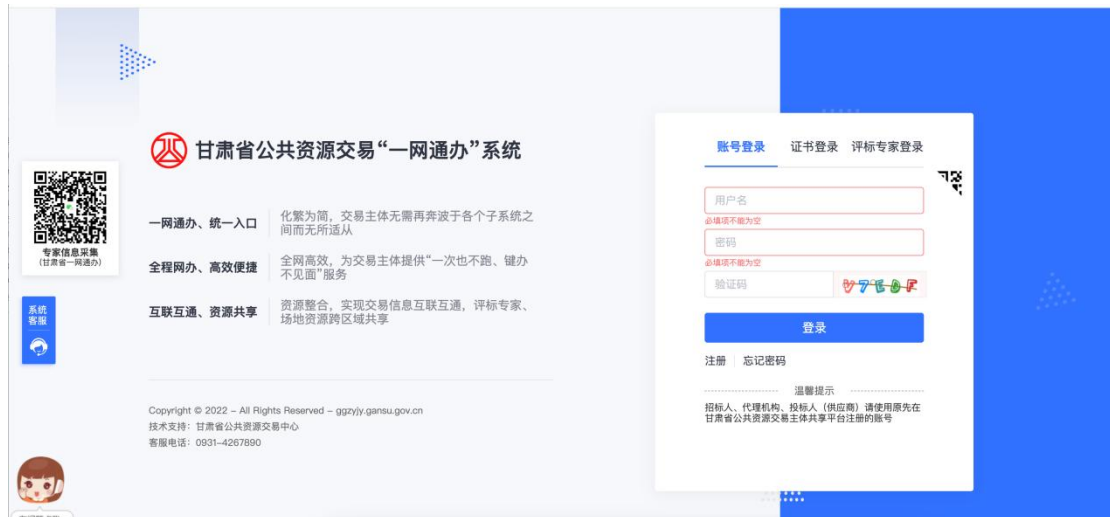 甘肃省公共资源交易“一网通办”系统
一网通办、统一入口
化繁为简，交易主体无需再奔波于各个子系统之
间而无所适从
全程网办、高效便捷
全网高效，为交易主体提供“一次也不跑、键办
不见面”服务
互联互通、资源共享
资源整合，实现交易信息互联互通，评标专家、
场地资源跨区域共享
Copyright © 2022 – All Rights Reserved – ggzyjy.gansu.gov.cn
技术支持：甘肃省公共资源交易中心
客服电话：0931-4267890
专家信息采集
（甘肃省一网通办）
系统
客服
账号登录 证书登录 评标专家登录
用户名
必填项不能为空
密码
必填项不能为空
验证码
登录
注册 忘记密码
温馨提示
招标人、代理机构、投标人（供应商）请使用原先在
甘肃省公共资源交易主体共享平台注册的账号